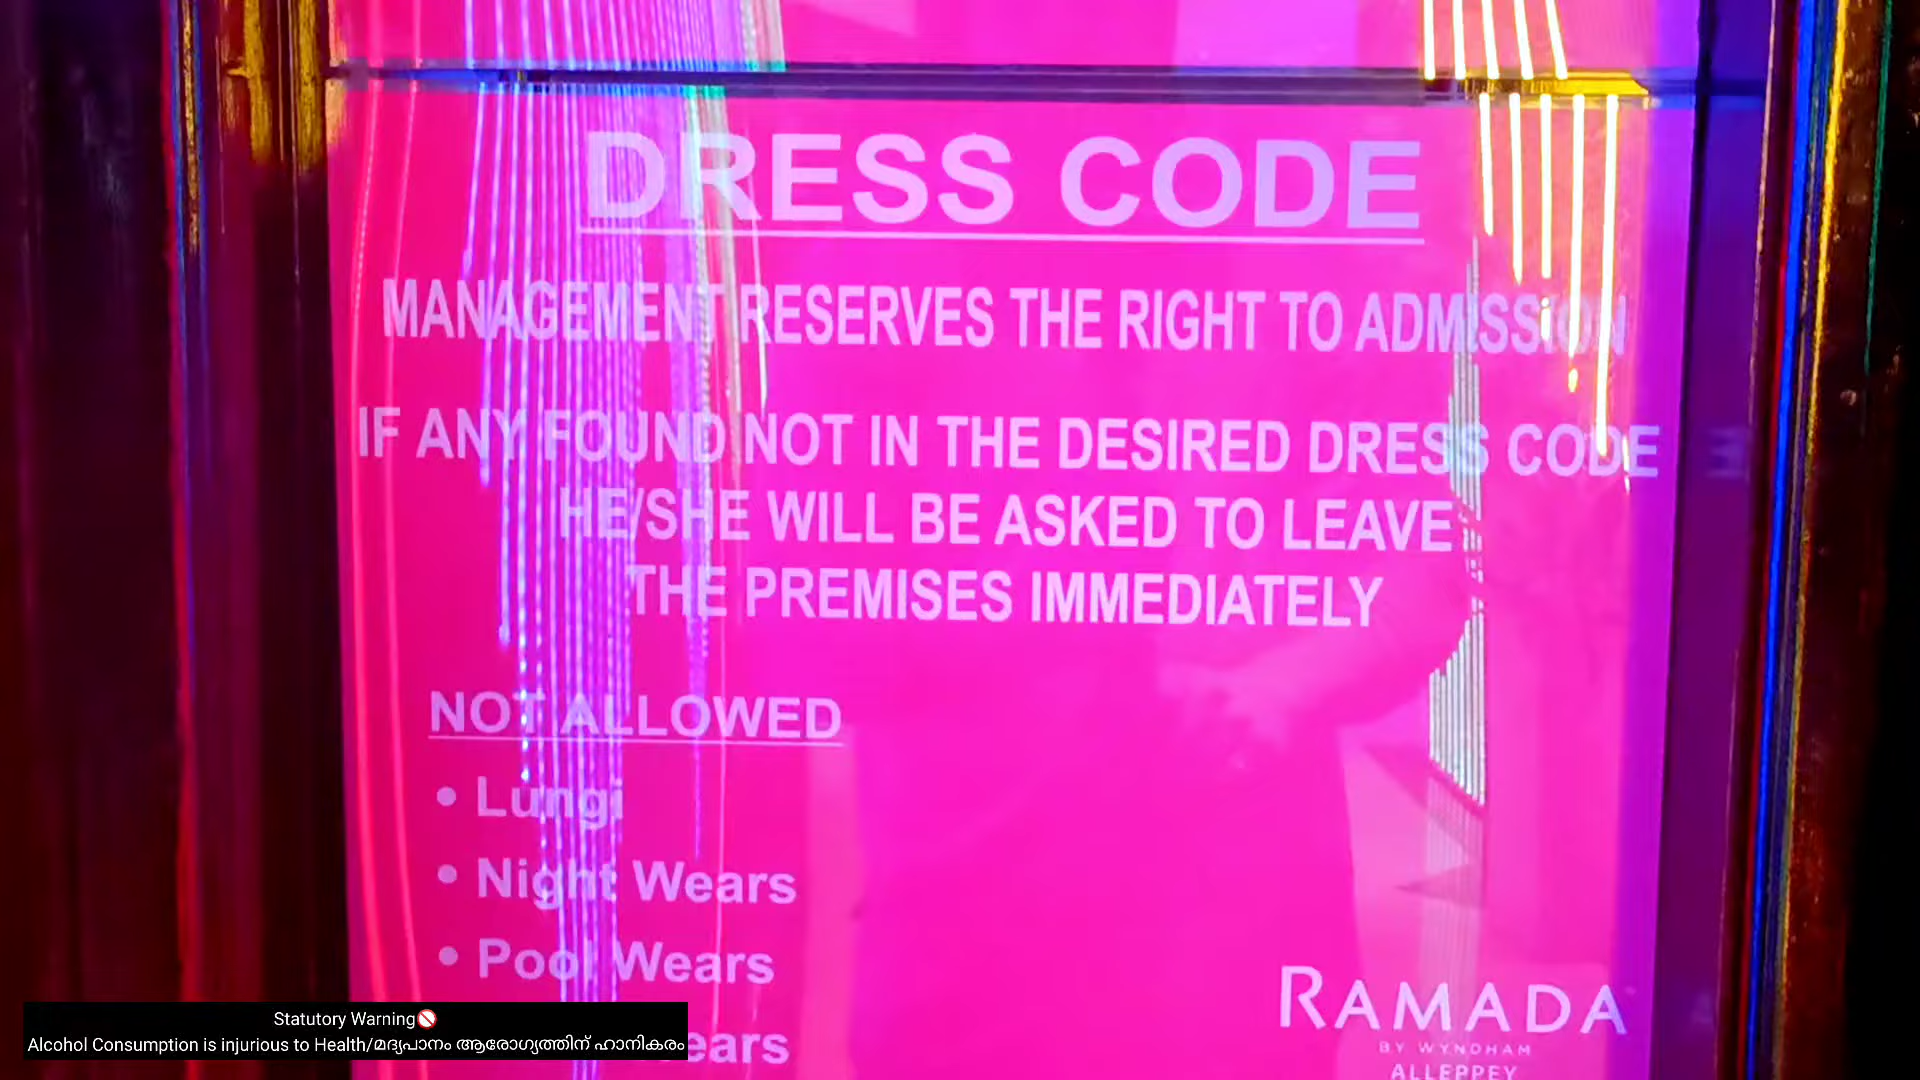 DRESS CODE
MANAGEMENT RESERVES THE RIGHT TO ADMISSION
IF ANY FOUND NOT IN THE DESIRED DRESS CODE
HE/SHE WILL BE ASKED TO LEAVE
THE PREMISES IMMEDIATELY
NOT ALLOWED
• Lungi
• Night Wears
• Pool Wears
RAMADA
BY WYNDHAM
ALLEPPEY
Statutory Warning🚫
Alcohol Consumption is injurious to Health/മദ്യപാനം ആരോഗ്യത്തിന് ഹാനികരം